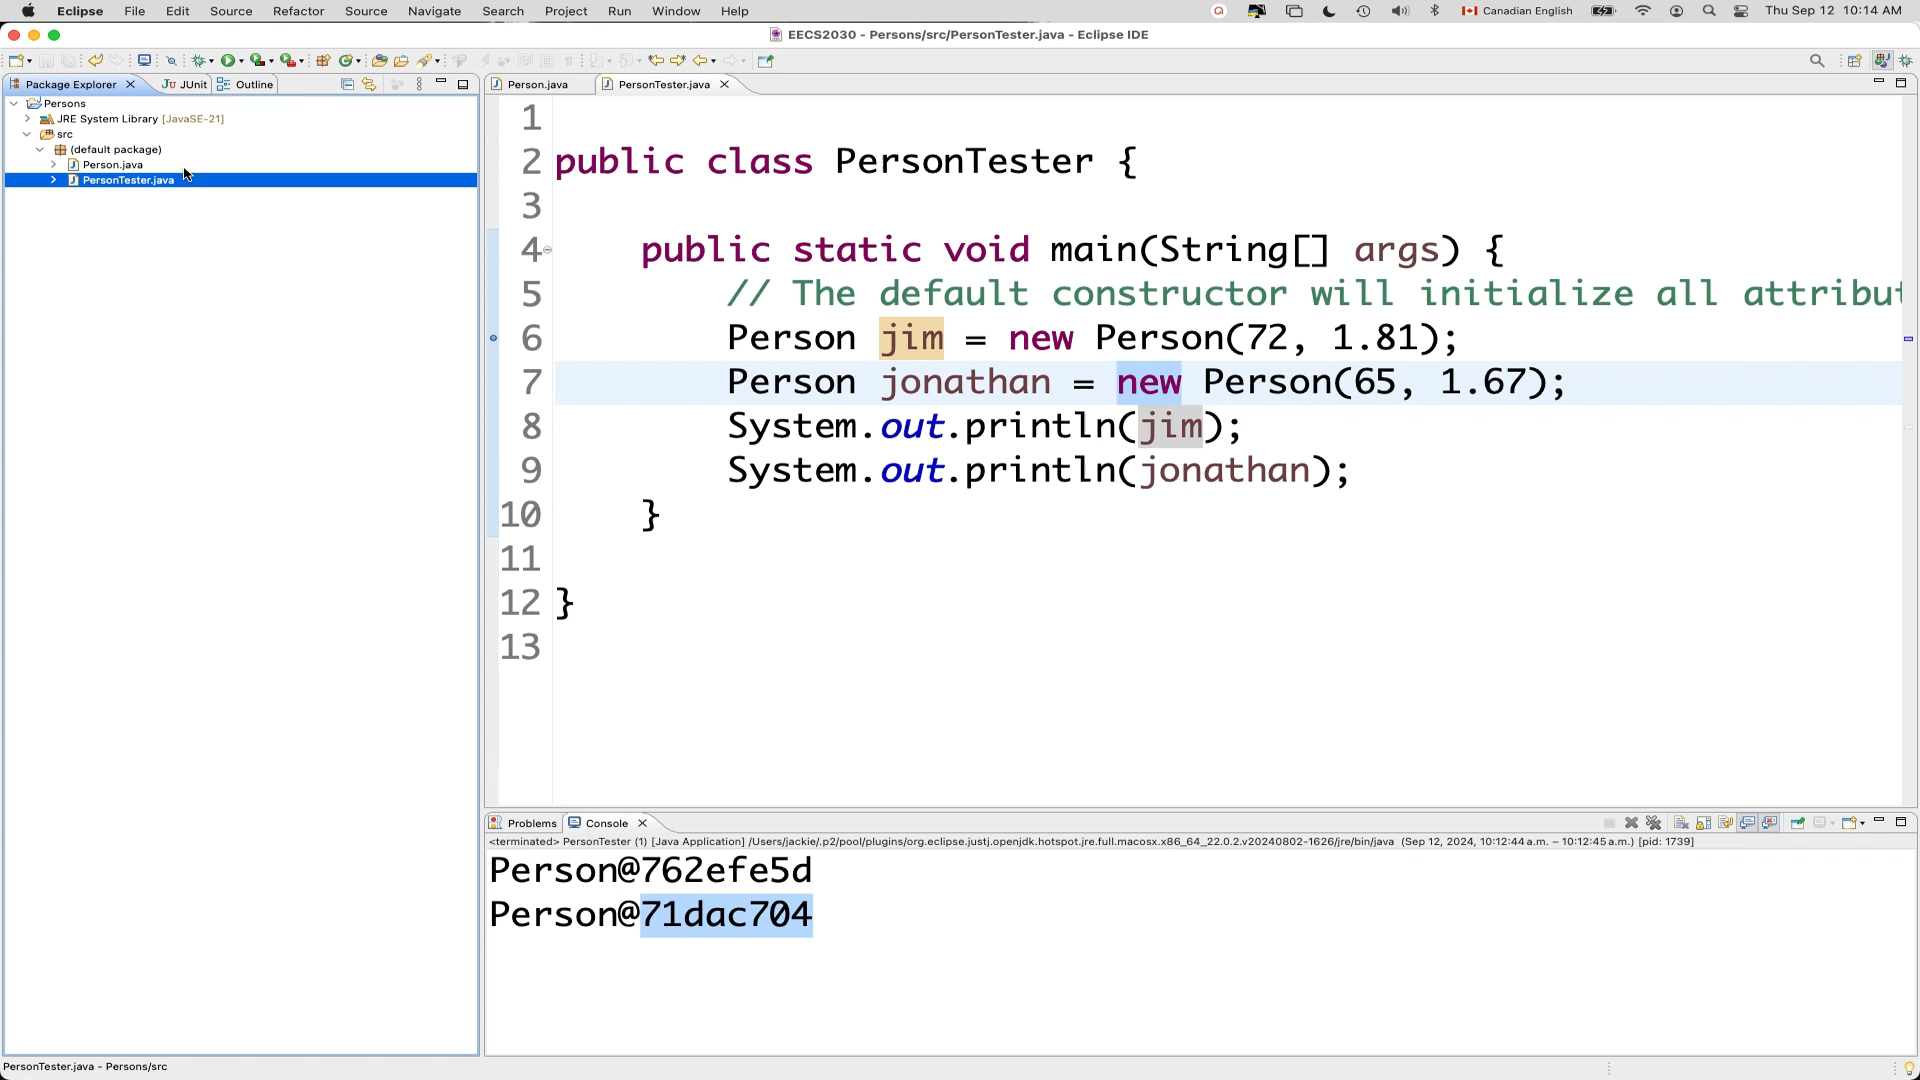 Eclipse File Edit Source Refactor Source Navigate Search Project Run Window Help Canadian English Thu Sep 12 10:14 AM
EECS2030 - Persons/src/PersonTester.java - Eclipse IDE
Package Explorer JUnit Outline
Persons
JRE System Library [JavaSE-21]
src
(default package)
Person.java
PersonTester.java
Person.java PersonTester.java
1
2 public class PersonTester {
3
4 public static void main(String[] args) {
5 // The default constructor will initialize all attribut
6 Person jim = new Person(72, 1.81);
7 Person jonathan = new Person(65, 1.67);
8 System.out.println(jim);
9 System.out.println(jonathan);
10 }
11
12 }
13
Problems Console
<terminated> PersonTester (1) [Java Application] /Users/jackie/.p2/pool/plugins/org.eclipse.justj.openjdk.hotspot.jre.full.macosx.x86_64_22.0.2.v20240802-1626/jre/bin/java (Sep 12, 2024, 10:12:44 a.m. – 10:12:45 a.m.) [pid: 1739]
Person@762efe5d
Person@71dac704
PersonTester.java - Persons/src